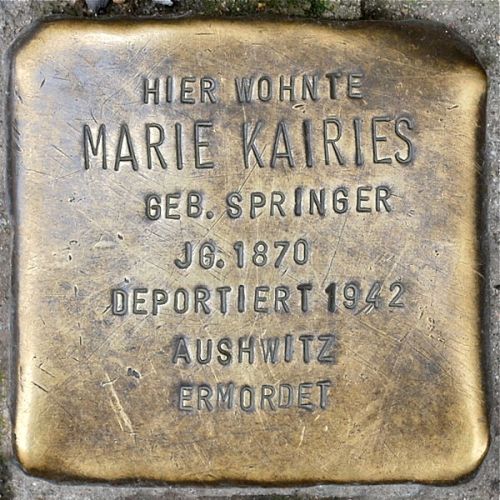 HIER WOHNTE
MARIE KAIRIES
GEB. SPRINGER
JG. 1870
DEPORTIERT 1942
AUSHWITZ
ERMORDET